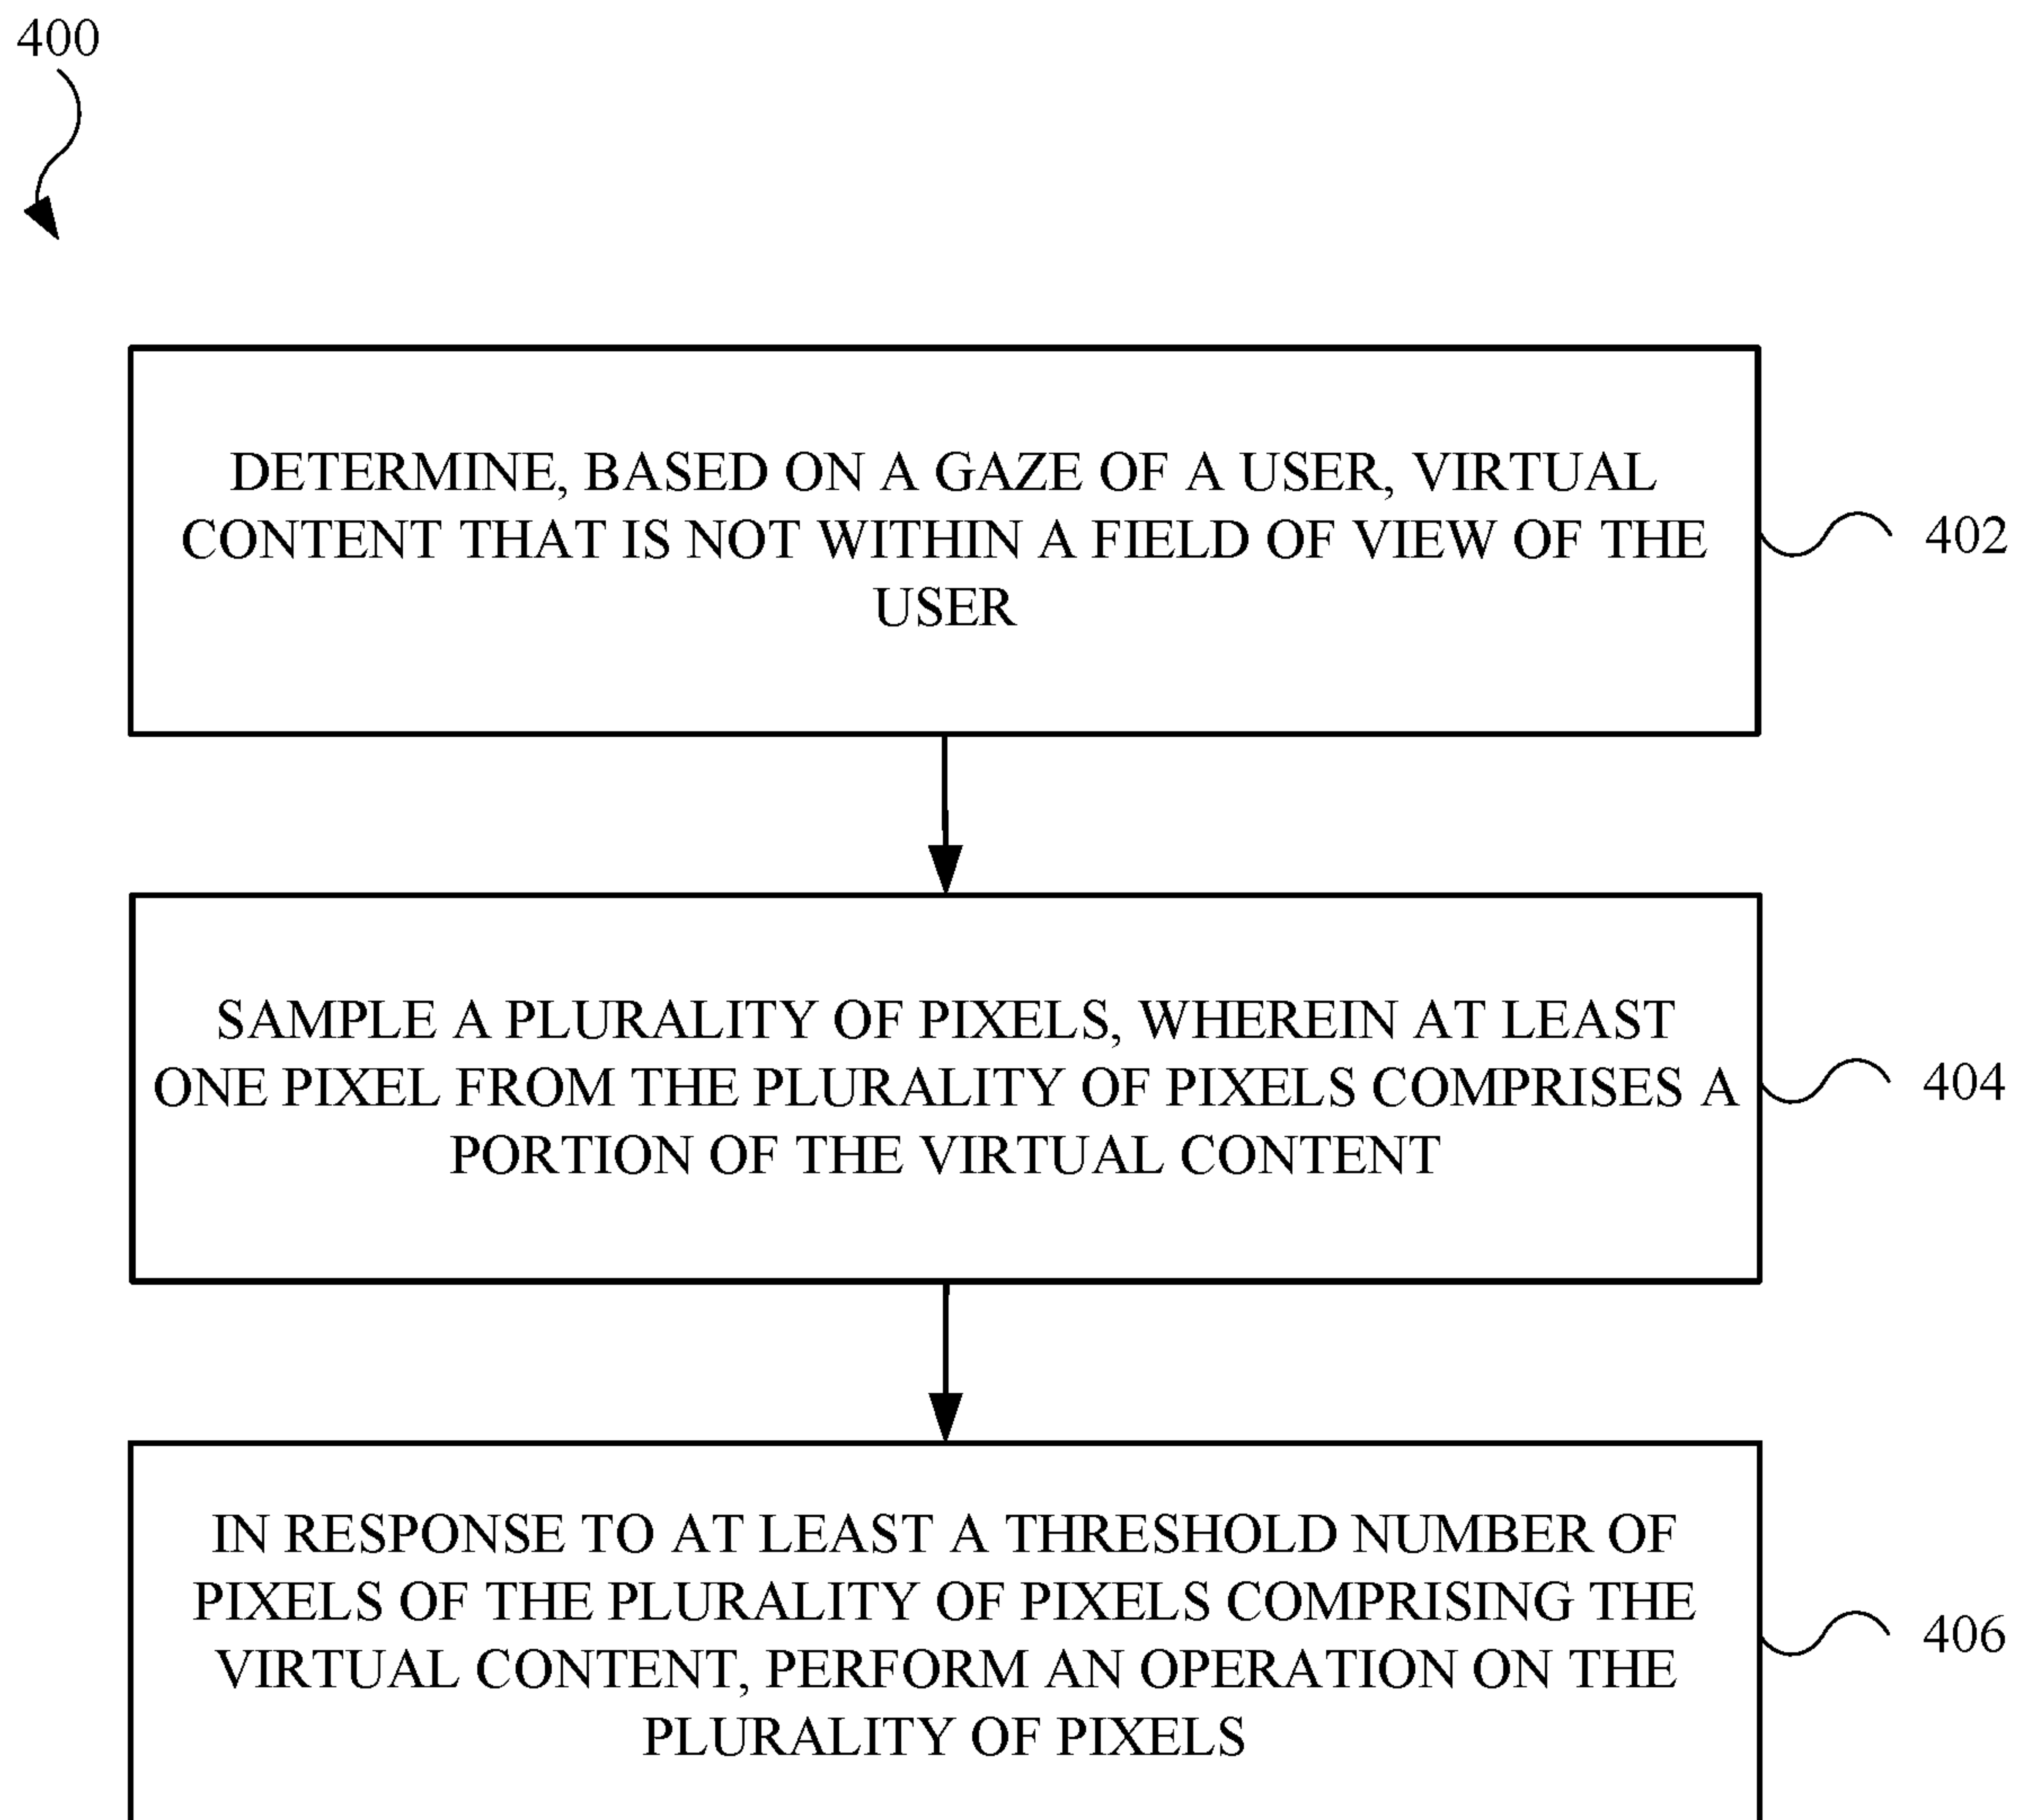 400
DETERMINE, BASED ON A GAZE OF A USER, VIRTUAL
CONTENT THAT IS NOT WITHIN A FIELD OF VIEW OF THE
USER
402
SAMPLE A PLURALITY OF PIXELS, WHEREIN AT LEAST
ONE PIXEL FROM THE PLURALITY OF PIXELS COMPRISES A
PORTION OF THE VIRTUAL CONTENT
404
IN RESPONSE TO AT LEAST A THRESHOLD NUMBER OF
PIXELS OF THE PLURALITY OF PIXELS COMPRISING THE
VIRTUAL CONTENT, PERFORM AN OPERATION ON THE
PLURALITY OF PIXELS
406